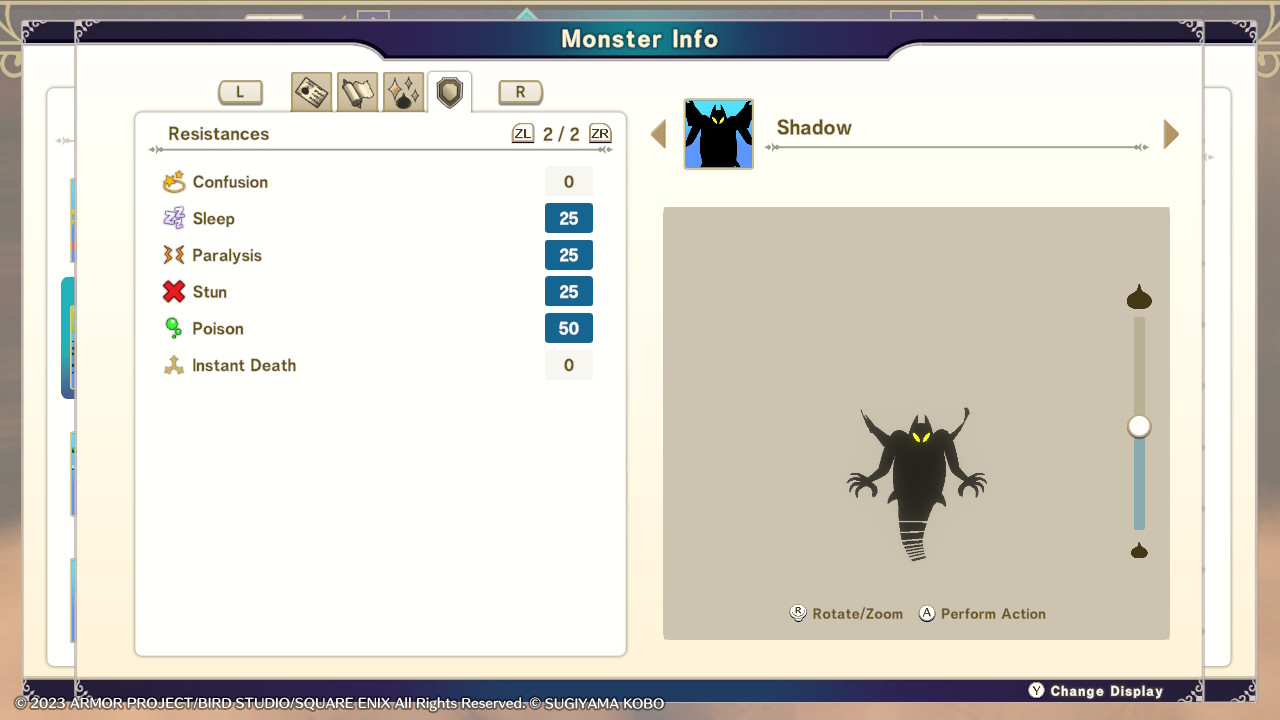 Monster Info
L
R
Resistances ZL 2 / 2 ZR
Confusion 0
Sleep 25
Paralysis 25
Stun 25
Poison 50
Instant Death 0
Shadow
R Rotate/Zoom A Perform Action
Y Change Display
© 2023 ARMOR PROJECT/BIRD STUDIO/SQUARE ENIX All Rights Reserved. © SUGIYAMA KOBO